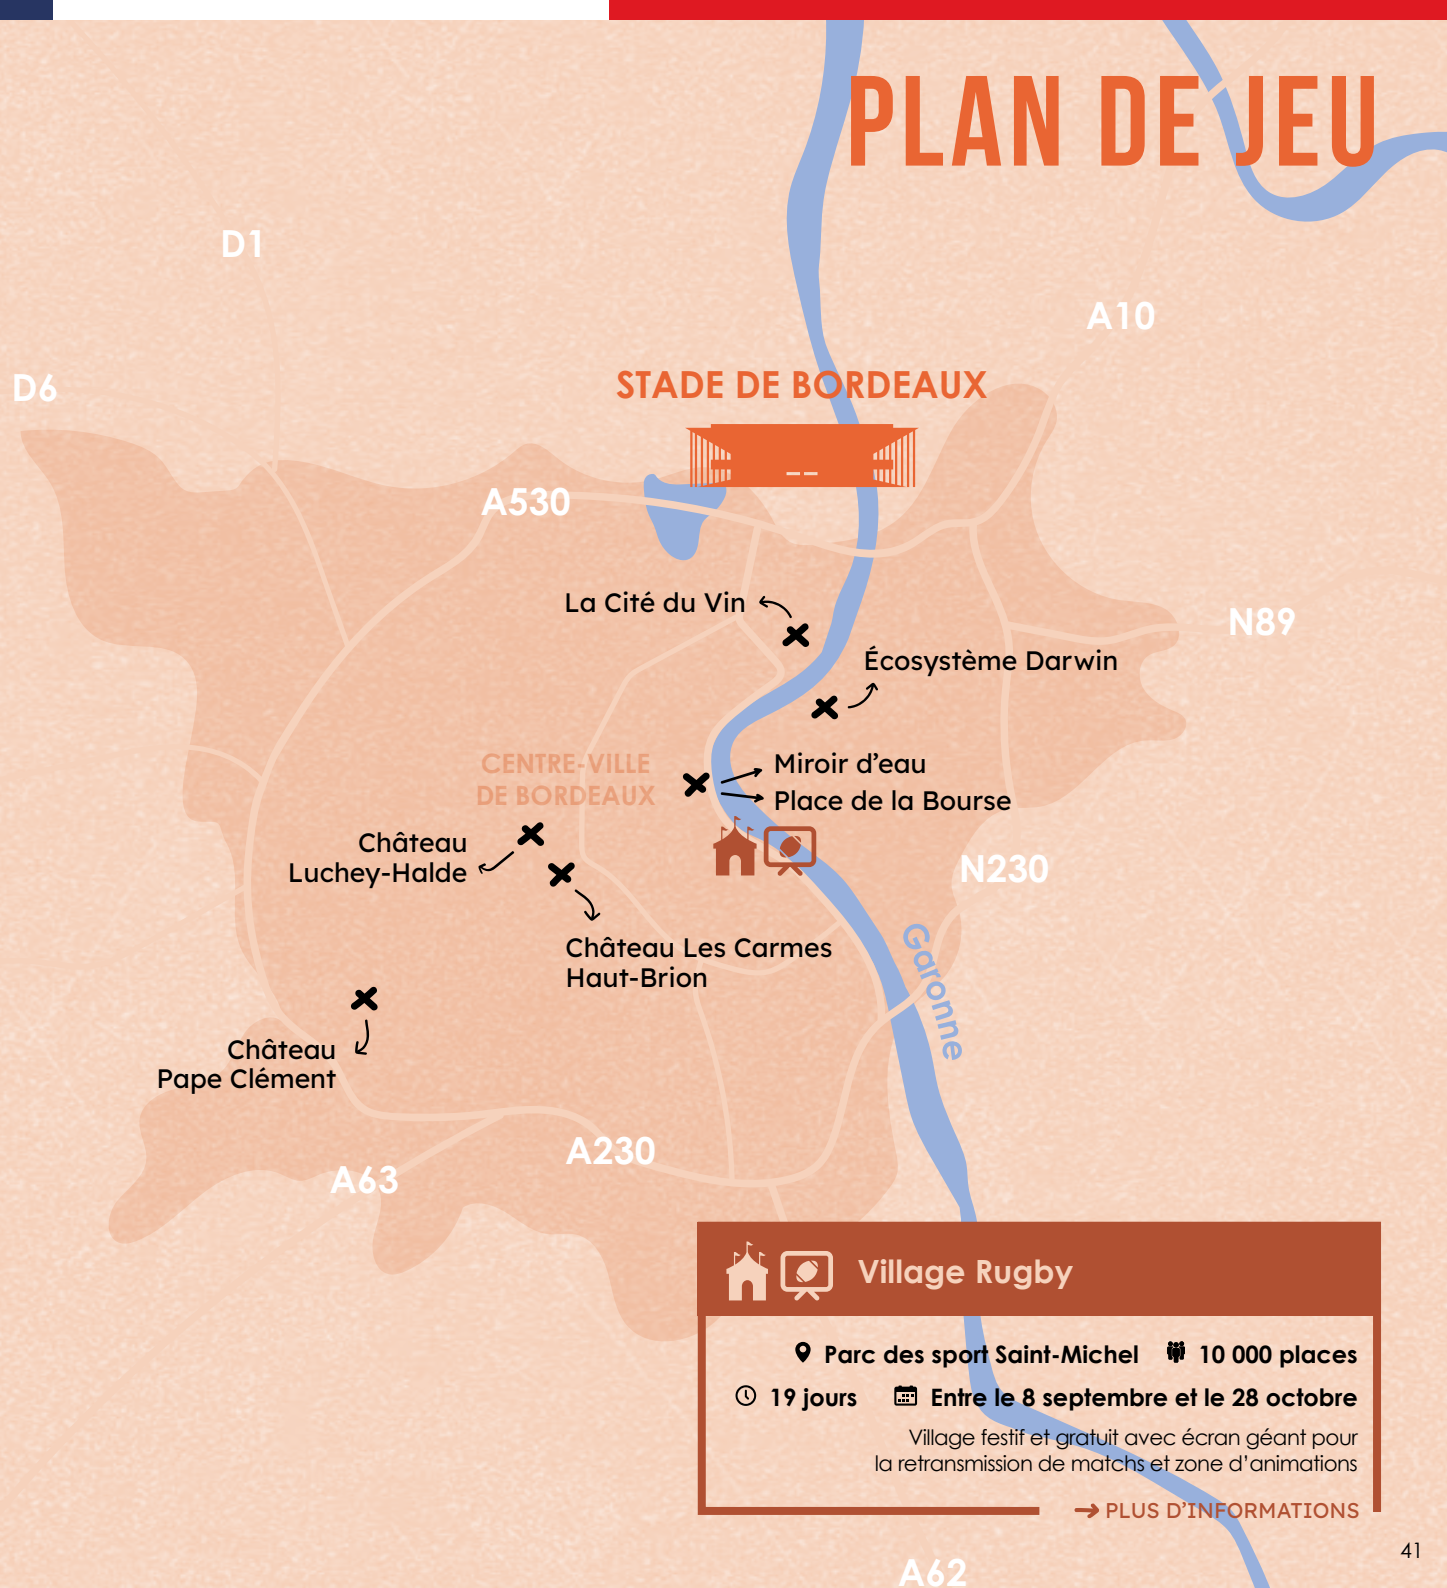 PLAN DE JEU
D1
A10
D6
STADE DE BORDEAUX
A530
La Cité du Vin
N89
Écosystème Darwin
CENTRE-VILLE
DE BORDEAUX
Miroir d’eau
Place de la Bourse
Château
Luchey-Halde
N230
Garonne
Château Les Carmes
Haut-Brion
Château
Pape Clément
A230
A63
Village Rugby
Parc des sport Saint-Michel 10 000 places
19 jours Entre le 8 septembre et le 28 octobre
Village festif et gratuit avec écran géant pour
la retransmission de matchs et zone d’animations
PLUS D’INFORMATIONS
41
A62